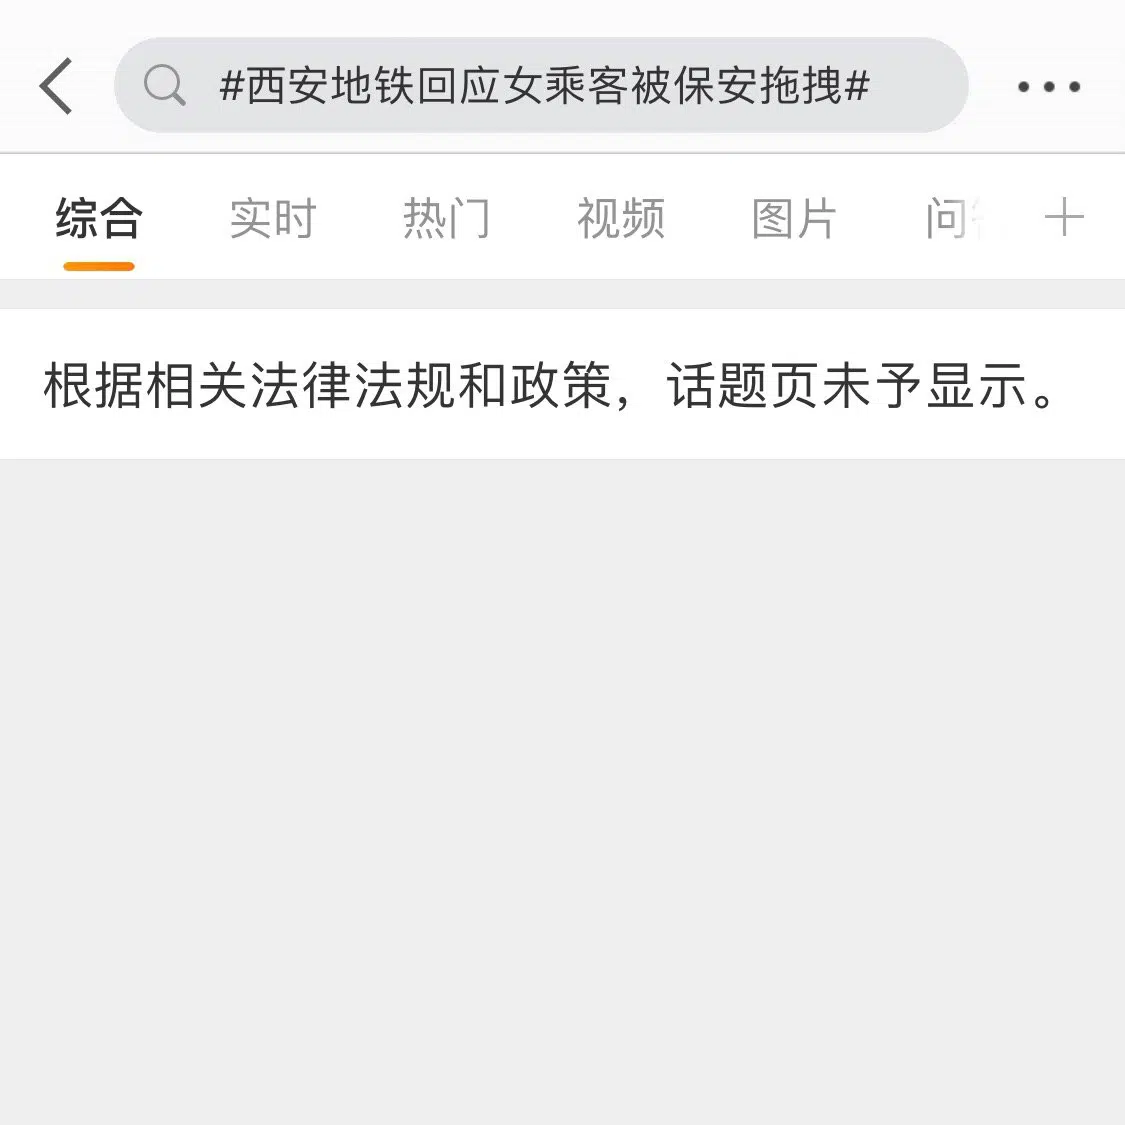 #西安地铁回应女乘客被保安拖拽#
综合 实时 热门 视频 图片 问
根据相关法律法规和政策，话题页未予显示。